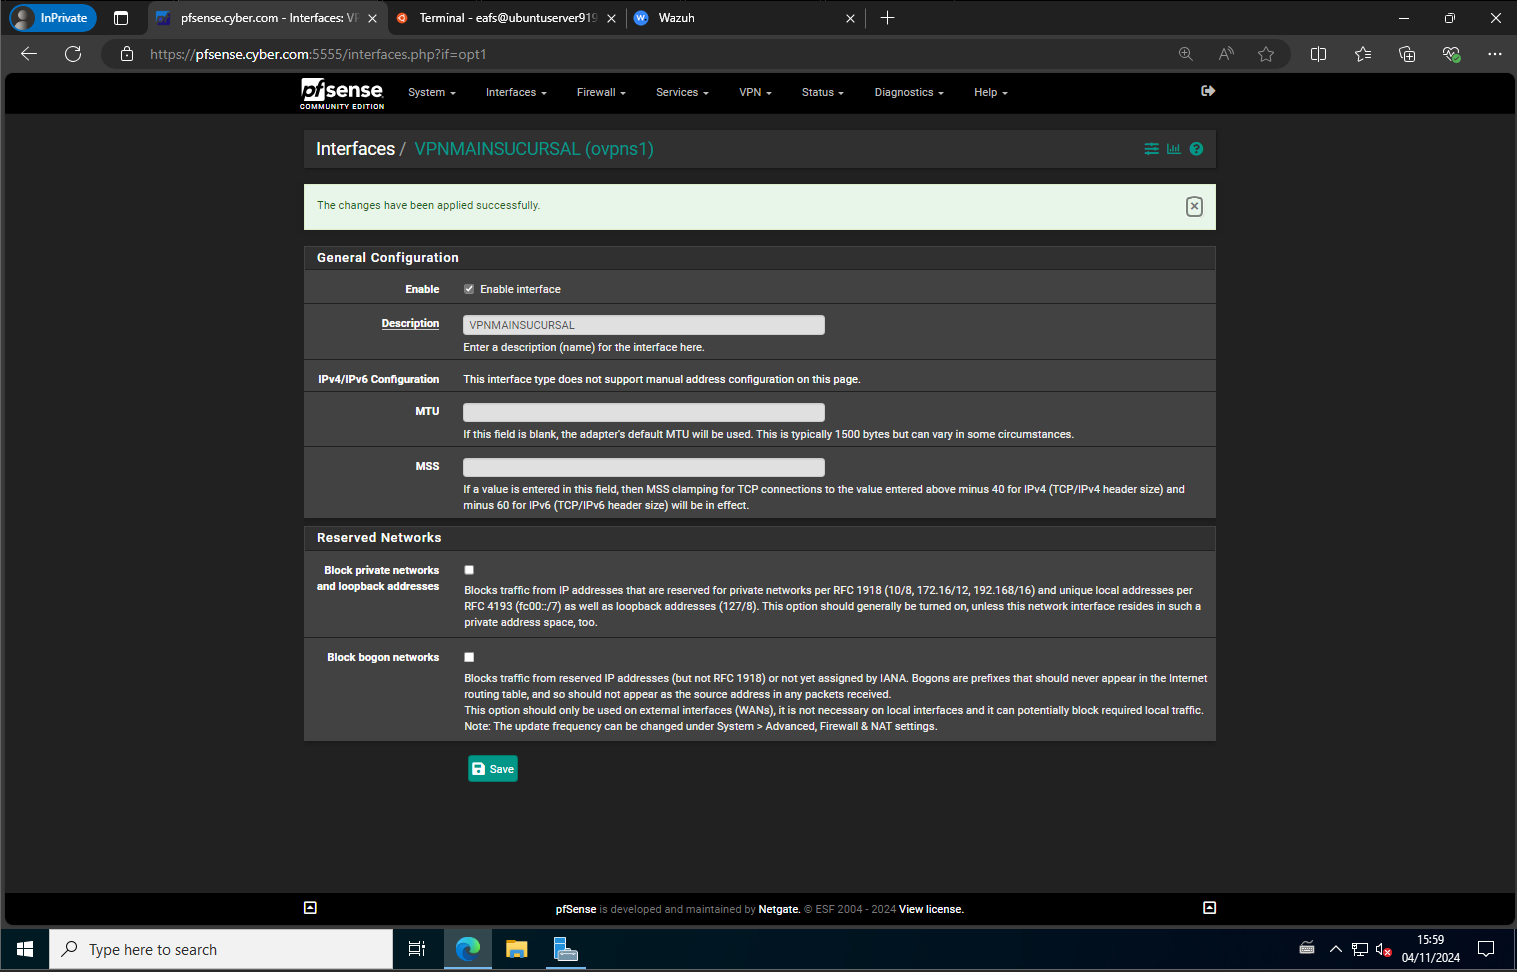 InPrivate
pfsense.cyber.com - Interfaces: VP
Terminal - eafs@ubuntuserver919
Wazuh
https://pfsense.cyber.com:5555/interfaces.php?if=opt1
pfsense
COMMUNITY EDITION
System
Interfaces
Firewall
Services
VPN
Status
Diagnostics
Help
Interfaces / VPNMAINSUCURSAL (ovpns1)
The changes have been applied successfully.
General Configuration
Enable
Enable interface
Description
VPNMAINSUCURSAL
Enter a description (name) for the interface here.
IPv4/IPv6 Configuration
This interface type does not support manual address configuration on this page.
MTU
If this field is blank, the adapter's default MTU will be used. This is typically 1500 bytes but can vary in some circumstances.
MSS
If a value is entered in this field, then MSS clamping for TCP connections to the value entered above minus 40 for IPv4 (TCP/IPv4 header size) and
minus 60 for IPv6 (TCP/IPv6 header size) will be in effect.
Reserved Networks
Block private networks
and loopback addresses
Blocks traffic from IP addresses that are reserved for private networks per RFC 1918 (10/8, 172.16/12, 192.168/16) and unique local addresses per
RFC 4193 (fc00::/7) as well as loopback addresses (127/8). This option should generally be turned on, unless this network interface resides in such a
private address space, too.
Block bogon networks
Blocks traffic from reserved IP addresses (but not RFC 1918) or not yet assigned by IANA. Bogons are prefixes that should never appear in the Internet
routing table, and so should not appear as the source address in any packets received.
This option should only be used on external interfaces (WANs), it is not necessary on local interfaces and it can potentially block required local traffic.
Note: The update frequency can be changed under System > Advanced, Firewall & NAT settings.
Save
pfSense is developed and maintained by Netgate. © ESF 2004 - 2024 View license.
Type here to search
15:59
04/11/2024